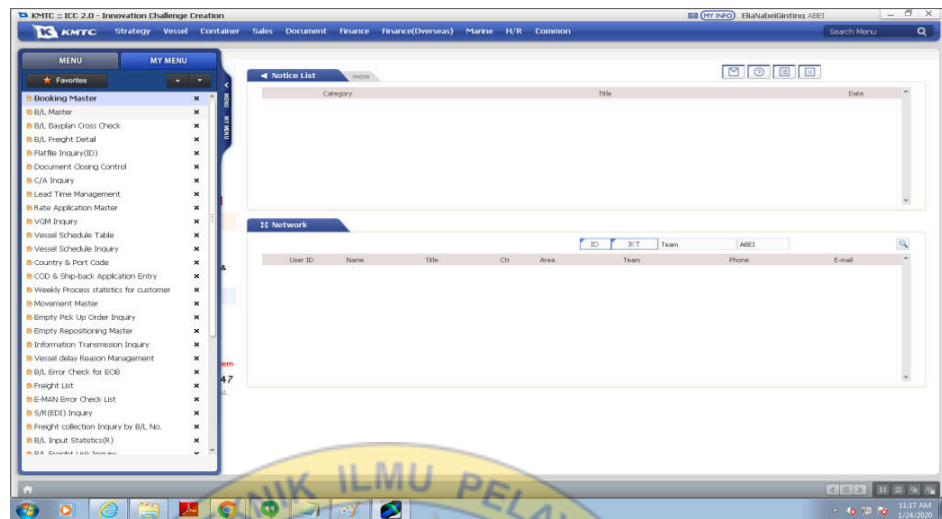 KMTC :: ICC 2.0 - Innovation Challenge Creation
MY INFO
EliaNabeiGinting ABEI
KMTC
Strategy Vessel Container Sales Document Finance Finance(Overseas) Marine H/R Common
Search Menu
MENU
MY MENU
Favorites
Booking Master
B/L Master
B/L Bayplan Cross Check
B/L Freight Detail
Flatfile Inquiry(ID)
Document Closing Control
C/A Inquiry
Lead Time Management
Rate Application Master
VGM Inquiry
Vessel Schedule Table
Vessel Schedule Inquiry
Country & Port Code
COD & Ship-back Application Entry
Weekly Process statistics for customer
Movement Master
Empty Pick Up Order Inquiry
Empty Repositioning Master
Information Transmission Inquiry
Vessel delay Reason Management
B/L Error Check for EOB
Freight List
E-MAN Error Check List
S/R(EDI) Inquiry
Freight collection Inquiry by B/L No.
B/L Input Statistics(R)
MENU
MY MENU
&
em
47
Notice List
more
Category Title Date
Network
ID JKT Team ABEI
User ID Name Title Ctr Area Team Phone E-mail
NIK ILMU PEL
11:17 AM
1/24/2020